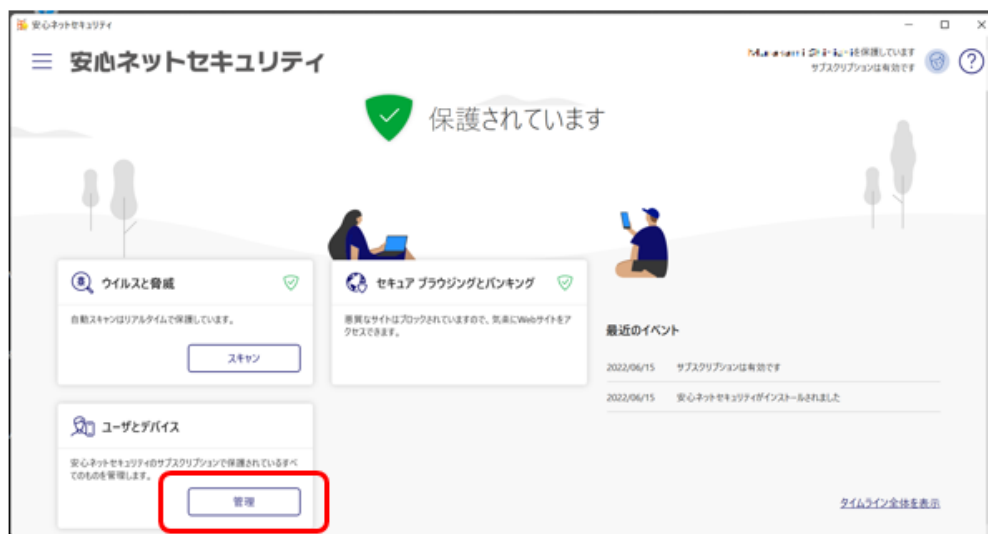 安心ネットセキュリティ
安心ネットセキュリティ
を保護しています
サブスクリプションは有効です
保護されています
ウイルスと脅威
自動スキャンはリアルタイムで保護しています。
スキャン
セキュア ブラウジングとバンキング
悪質なサイトはブロックされていますので、気楽にWebサイトをア
クセスできます。
最近のイベント
2022/06/15 サブスクリプションは有効です
2022/06/15 安心ネットセキュリティがインストールされました
ユーザとデバイス
安心ネットセキュリティのサブスクリプションで保護されているすべ
てのものを管理します。
管理
タイムライン全体を表示